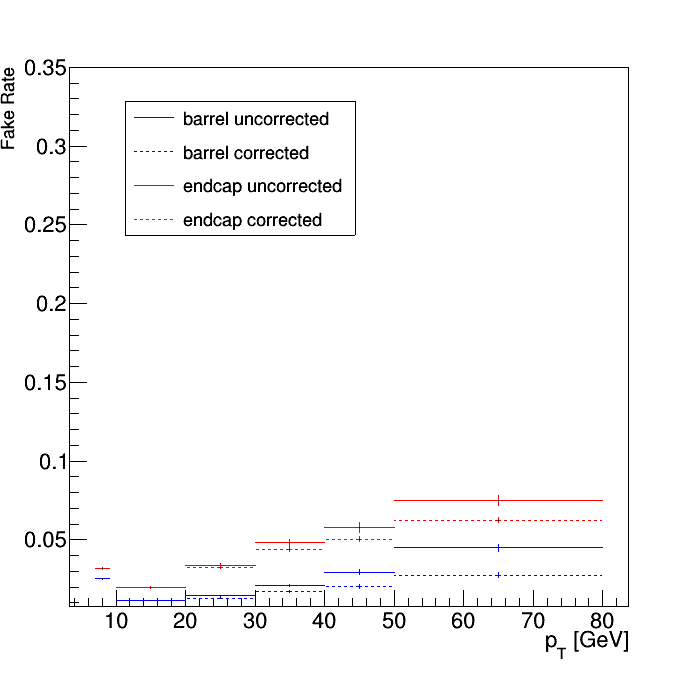 Fake Rate
0.35
0.3
0.25
0.2
0.15
0.1
0.05
barrel uncorrected
barrel corrected
endcap uncorrected
endcap corrected
10 20 30 40 50 60 70 80
p_T [GeV]